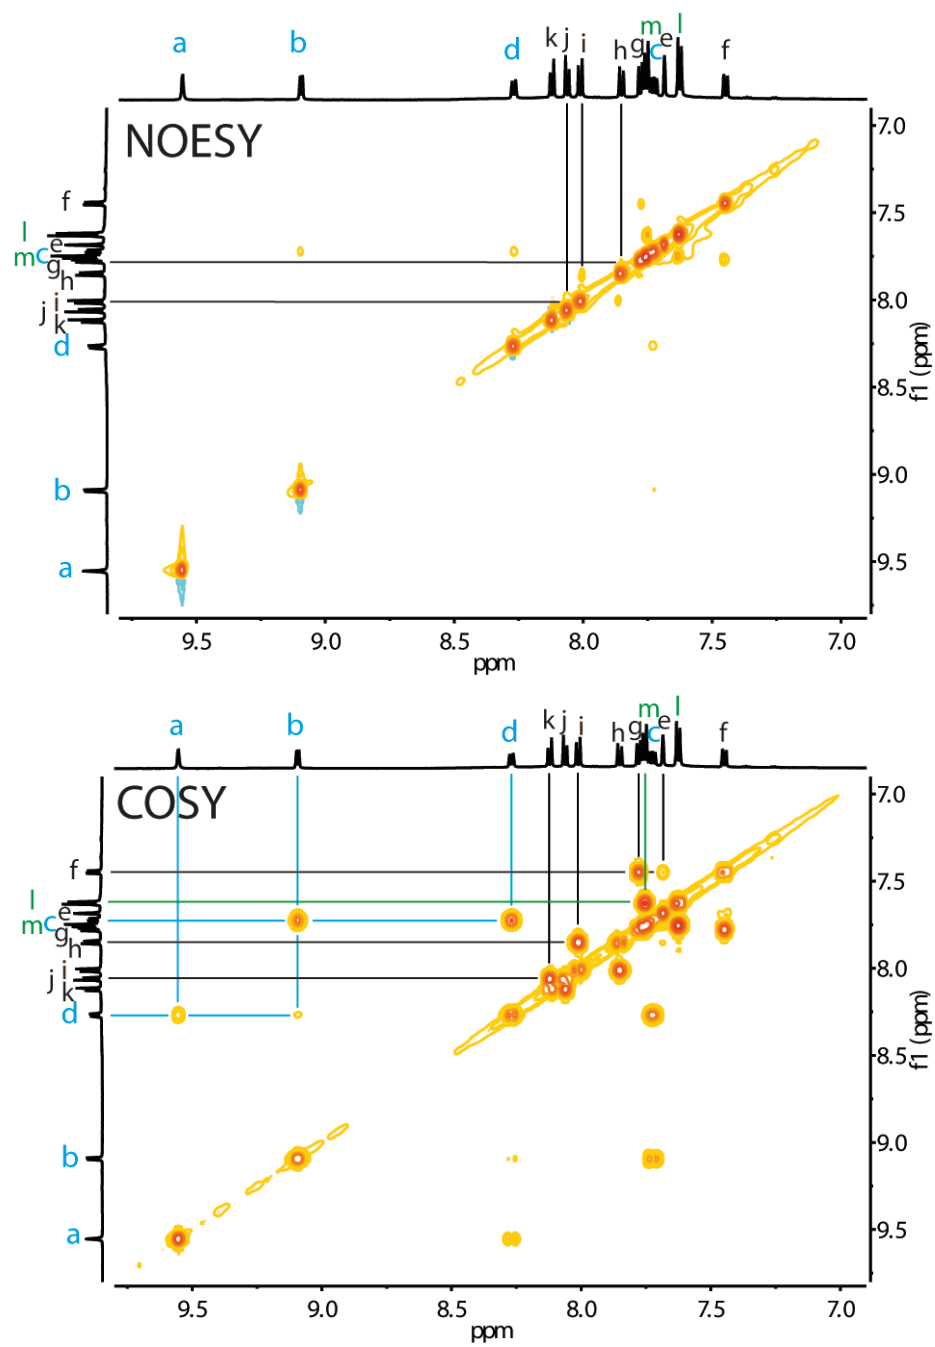 a b d k j i h g m c e l f
NOESY
f
l
e
m c
g
h
i
j
k
d
b
a
7.0
7.5
8.0
8.5
9.0
9.5
f1 (ppm)
9.5 9.0 8.5 8.0 7.5 7.0
ppm
a b d k j i h g m c e l f
COSY
f
l
e
m c
g
h
i
j
k
d
b
a
7.0
7.5
8.0
8.5
9.0
9.5
f1 (ppm)
9.5 9.0 8.5 8.0 7.5 7.0
ppm